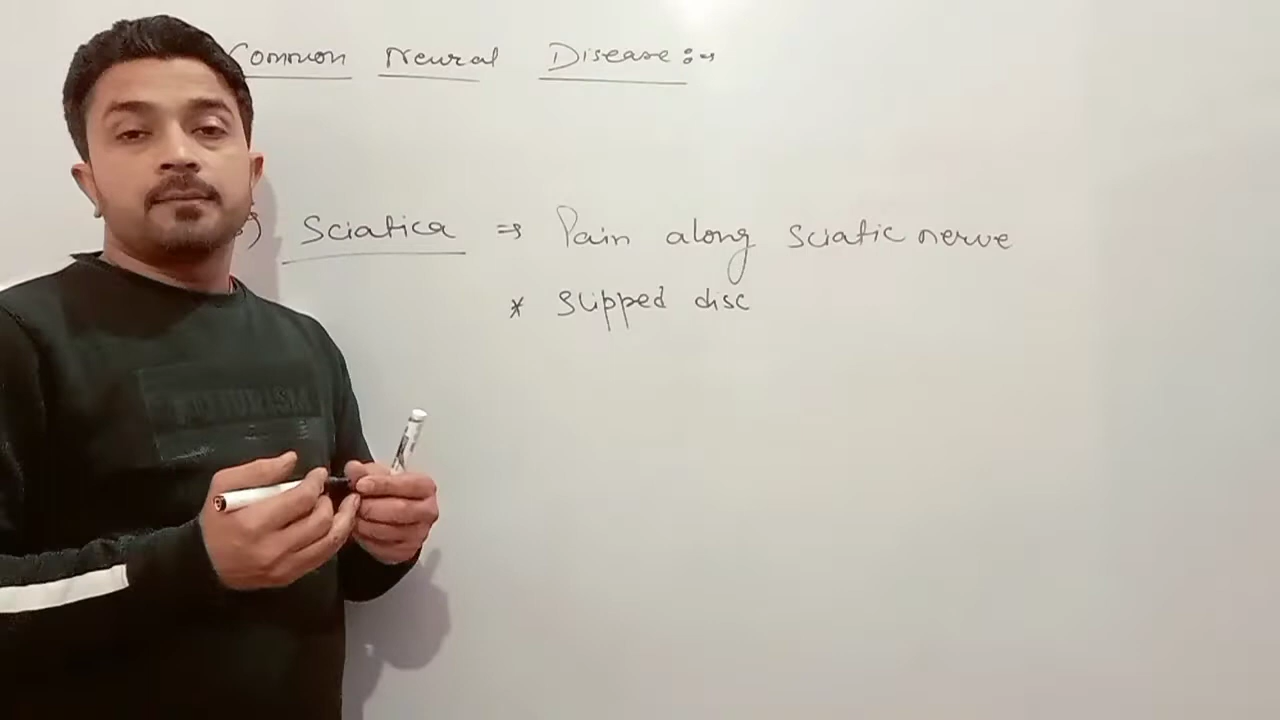 Common Neural Disease :→
) Sciatica ⇒ Pain along sciatic nerve
* Slipped disc